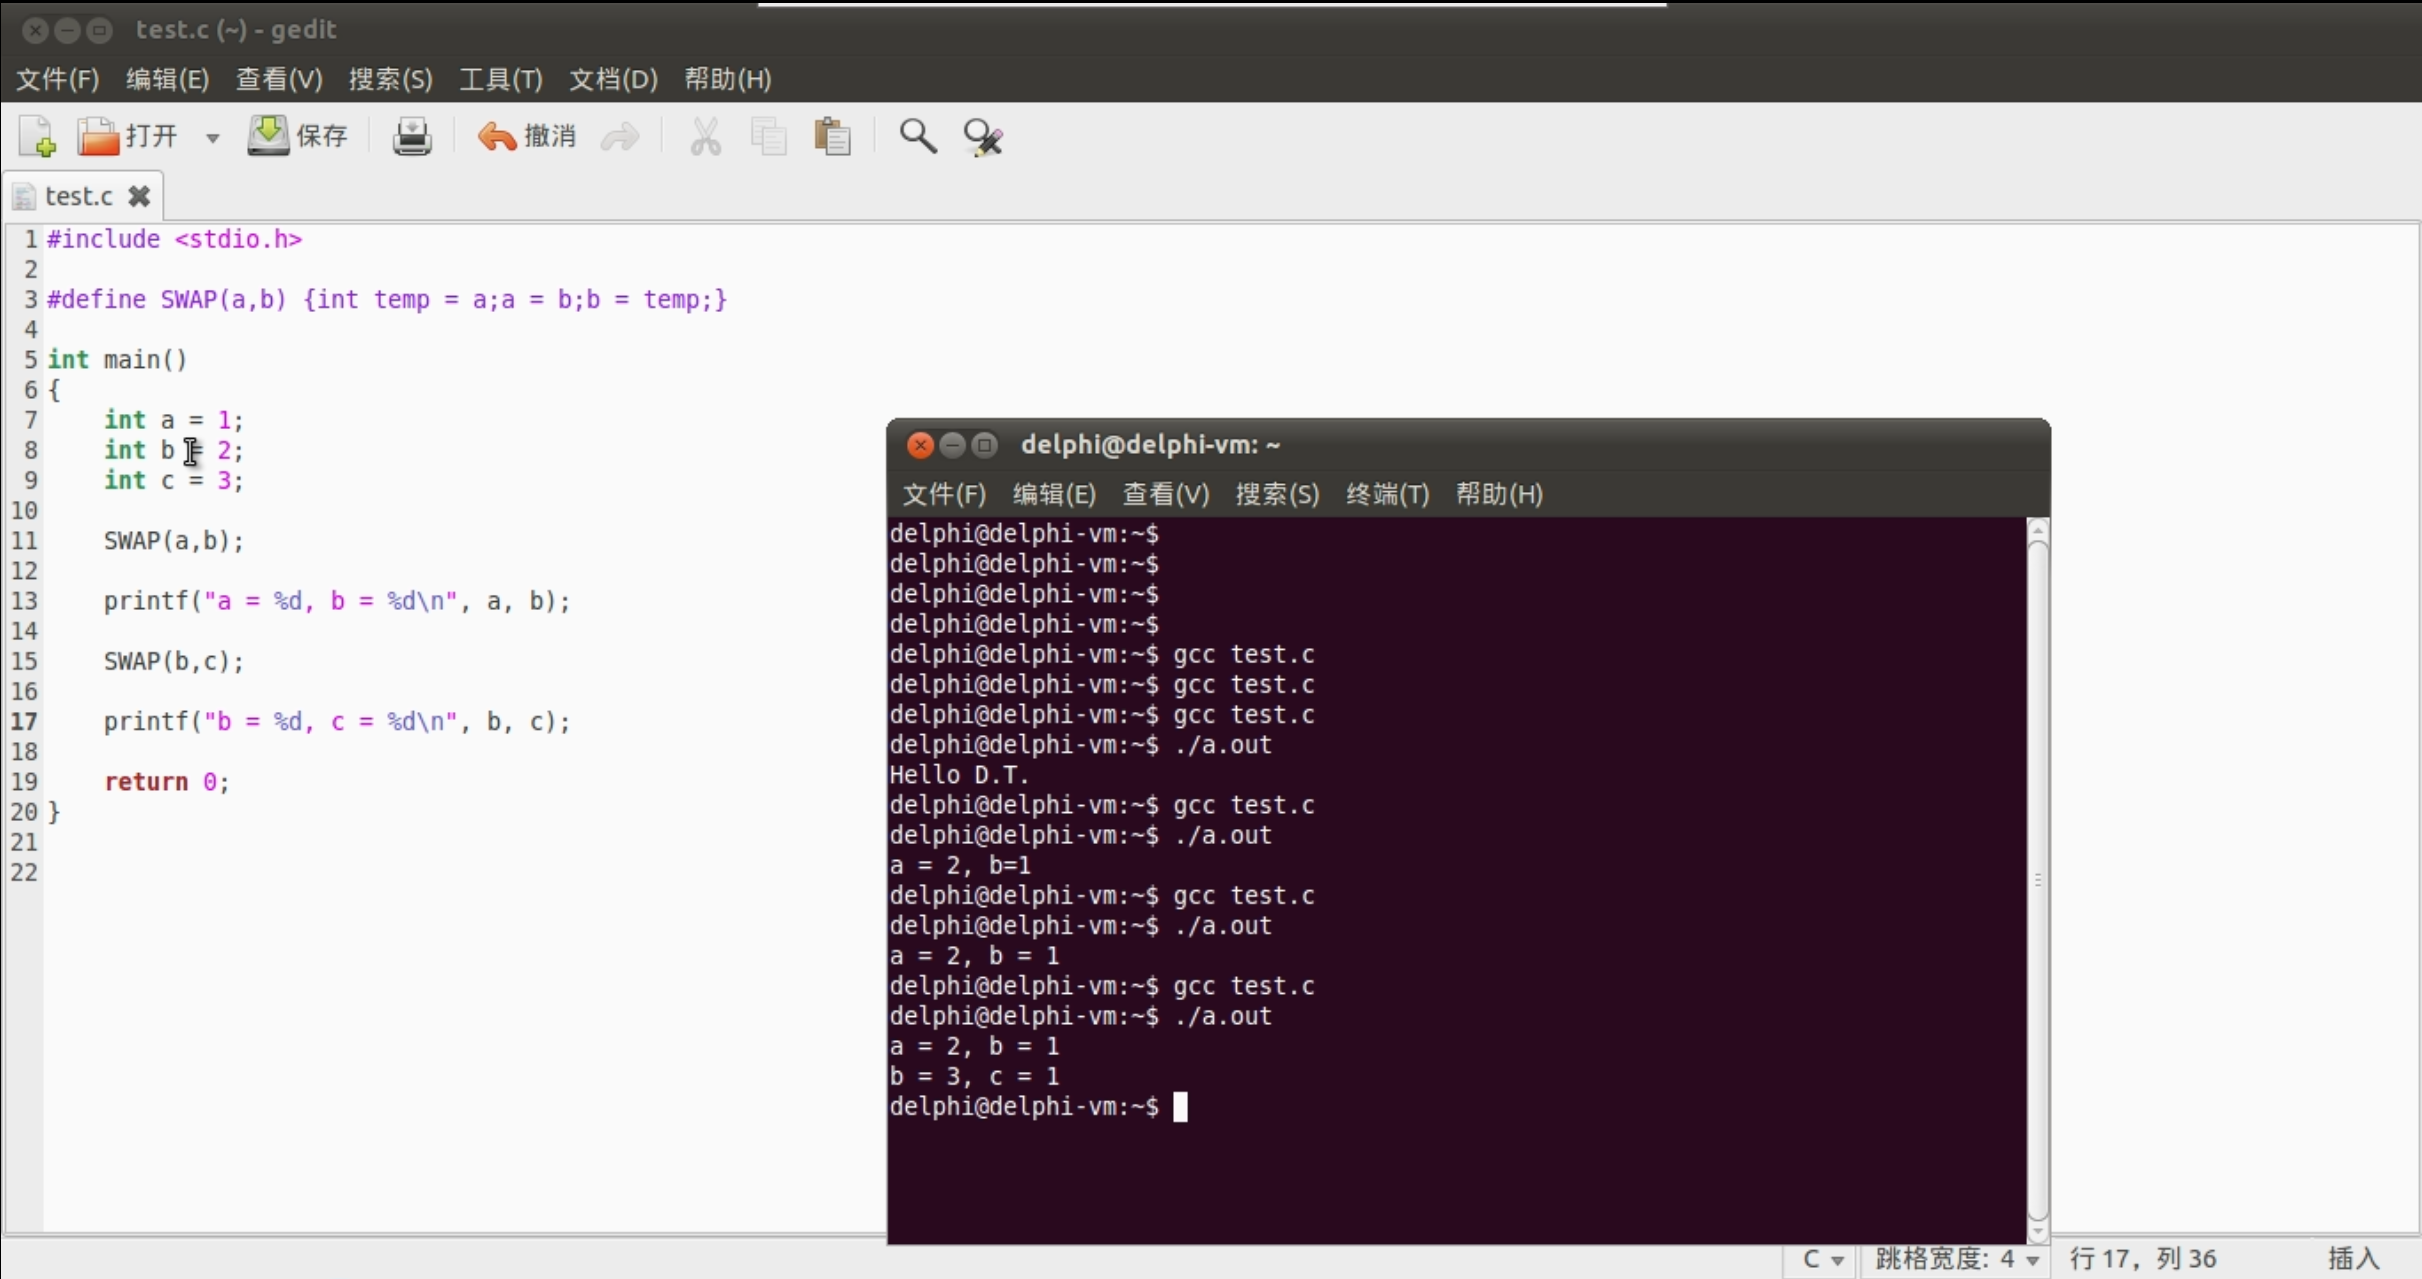 test.c (~) - gedit
文件(F) 编辑(E) 查看(V) 搜索(S) 工具(T) 文档(D) 帮助(H)
打开 保存 撤消
test.c
1 #include <stdio.h>
2
3 #define SWAP(a,b) {int temp = a;a = b;b = temp;}
4
5 int main()
6 {
7     int a = 1;
8     int b = 2;
9     int c = 3;
10
11     SWAP(a,b);
12
13     printf("a = %d, b = %d\n", a, b);
14
15     SWAP(b,c);
16
17     printf("b = %d, c = %d\n", b, c);
18
19     return 0;
20 }
21
22
delphi@delphi-vm: ~
文件(F) 编辑(E) 查看(V) 搜索(S) 终端(T) 帮助(H)
delphi@delphi-vm:~$
delphi@delphi-vm:~$
delphi@delphi-vm:~$
delphi@delphi-vm:~$
delphi@delphi-vm:~$ gcc test.c
delphi@delphi-vm:~$ gcc test.c
delphi@delphi-vm:~$ gcc test.c
delphi@delphi-vm:~$ ./a.out
Hello D.T.
delphi@delphi-vm:~$ gcc test.c
delphi@delphi-vm:~$ ./a.out
a = 2, b=1
delphi@delphi-vm:~$ gcc test.c
delphi@delphi-vm:~$ ./a.out
a = 2, b = 1
delphi@delphi-vm:~$ gcc test.c
delphi@delphi-vm:~$ ./a.out
a = 2, b = 1
b = 3, c = 1
delphi@delphi-vm:~$
C 跳格宽度: 4 行 17，列 36 插入